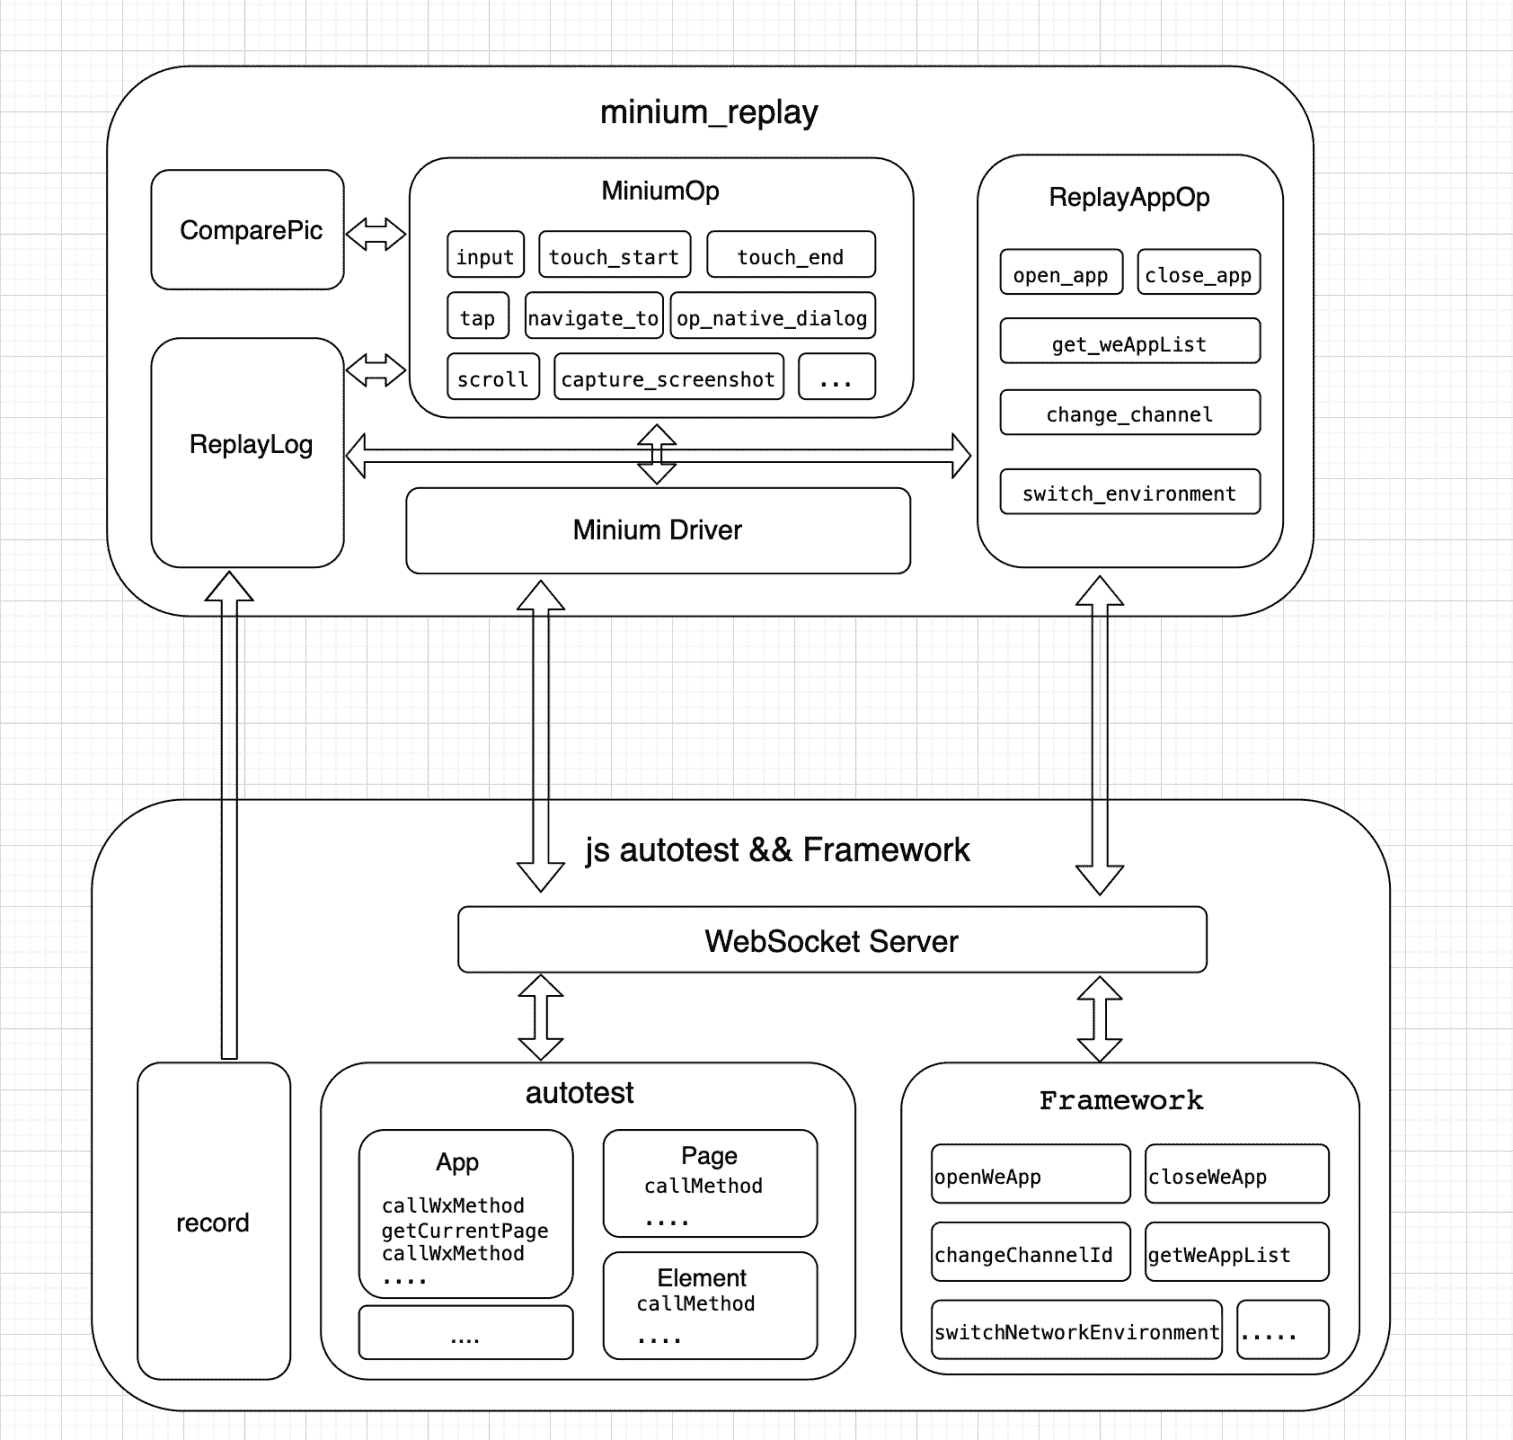 minium_replay
ComparePic
MiniumOp
input
touch_start
touch_end
tap
navigate_to
op_native_dialog
scroll
capture_screenshot
...
ReplayAppOp
open_app
close_app
get_weAppList
change_channel
switch_environment
ReplayLog
Minium Driver
js autotest && Framework
WebSocket Server
record
autotest
App
callWxMethod
getCurrentPage
callWxMethod
....
....
Page
callMethod
....
Element
callMethod
....
Framework
openWeApp
closeWeApp
changeChannelId
getWeAppList
switchNetworkEnvironment
.....